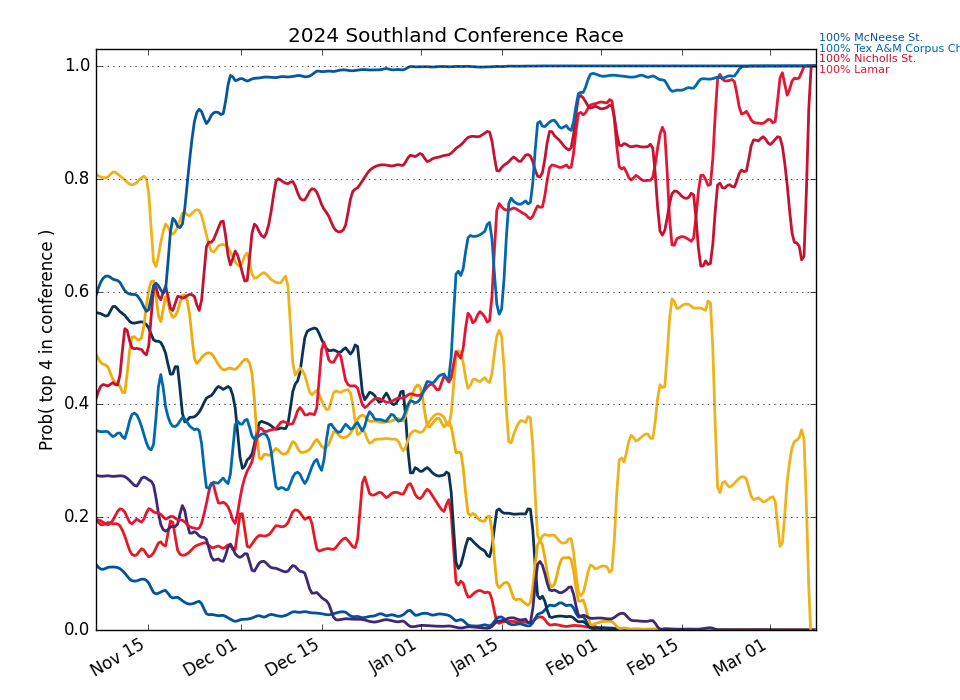 2024 Southland Conference Race
100% McNeese St.
100% Tex A&M Corpus Ch
100% Nicholls St.
100% Lamar
Prob( top 4 in conference )
1.0
0.8
0.6
0.4
0.2
0.0
Nov 15
Dec 01
Dec 15
Jan 01
Jan 15
Feb 01
Feb 15
Mar 01